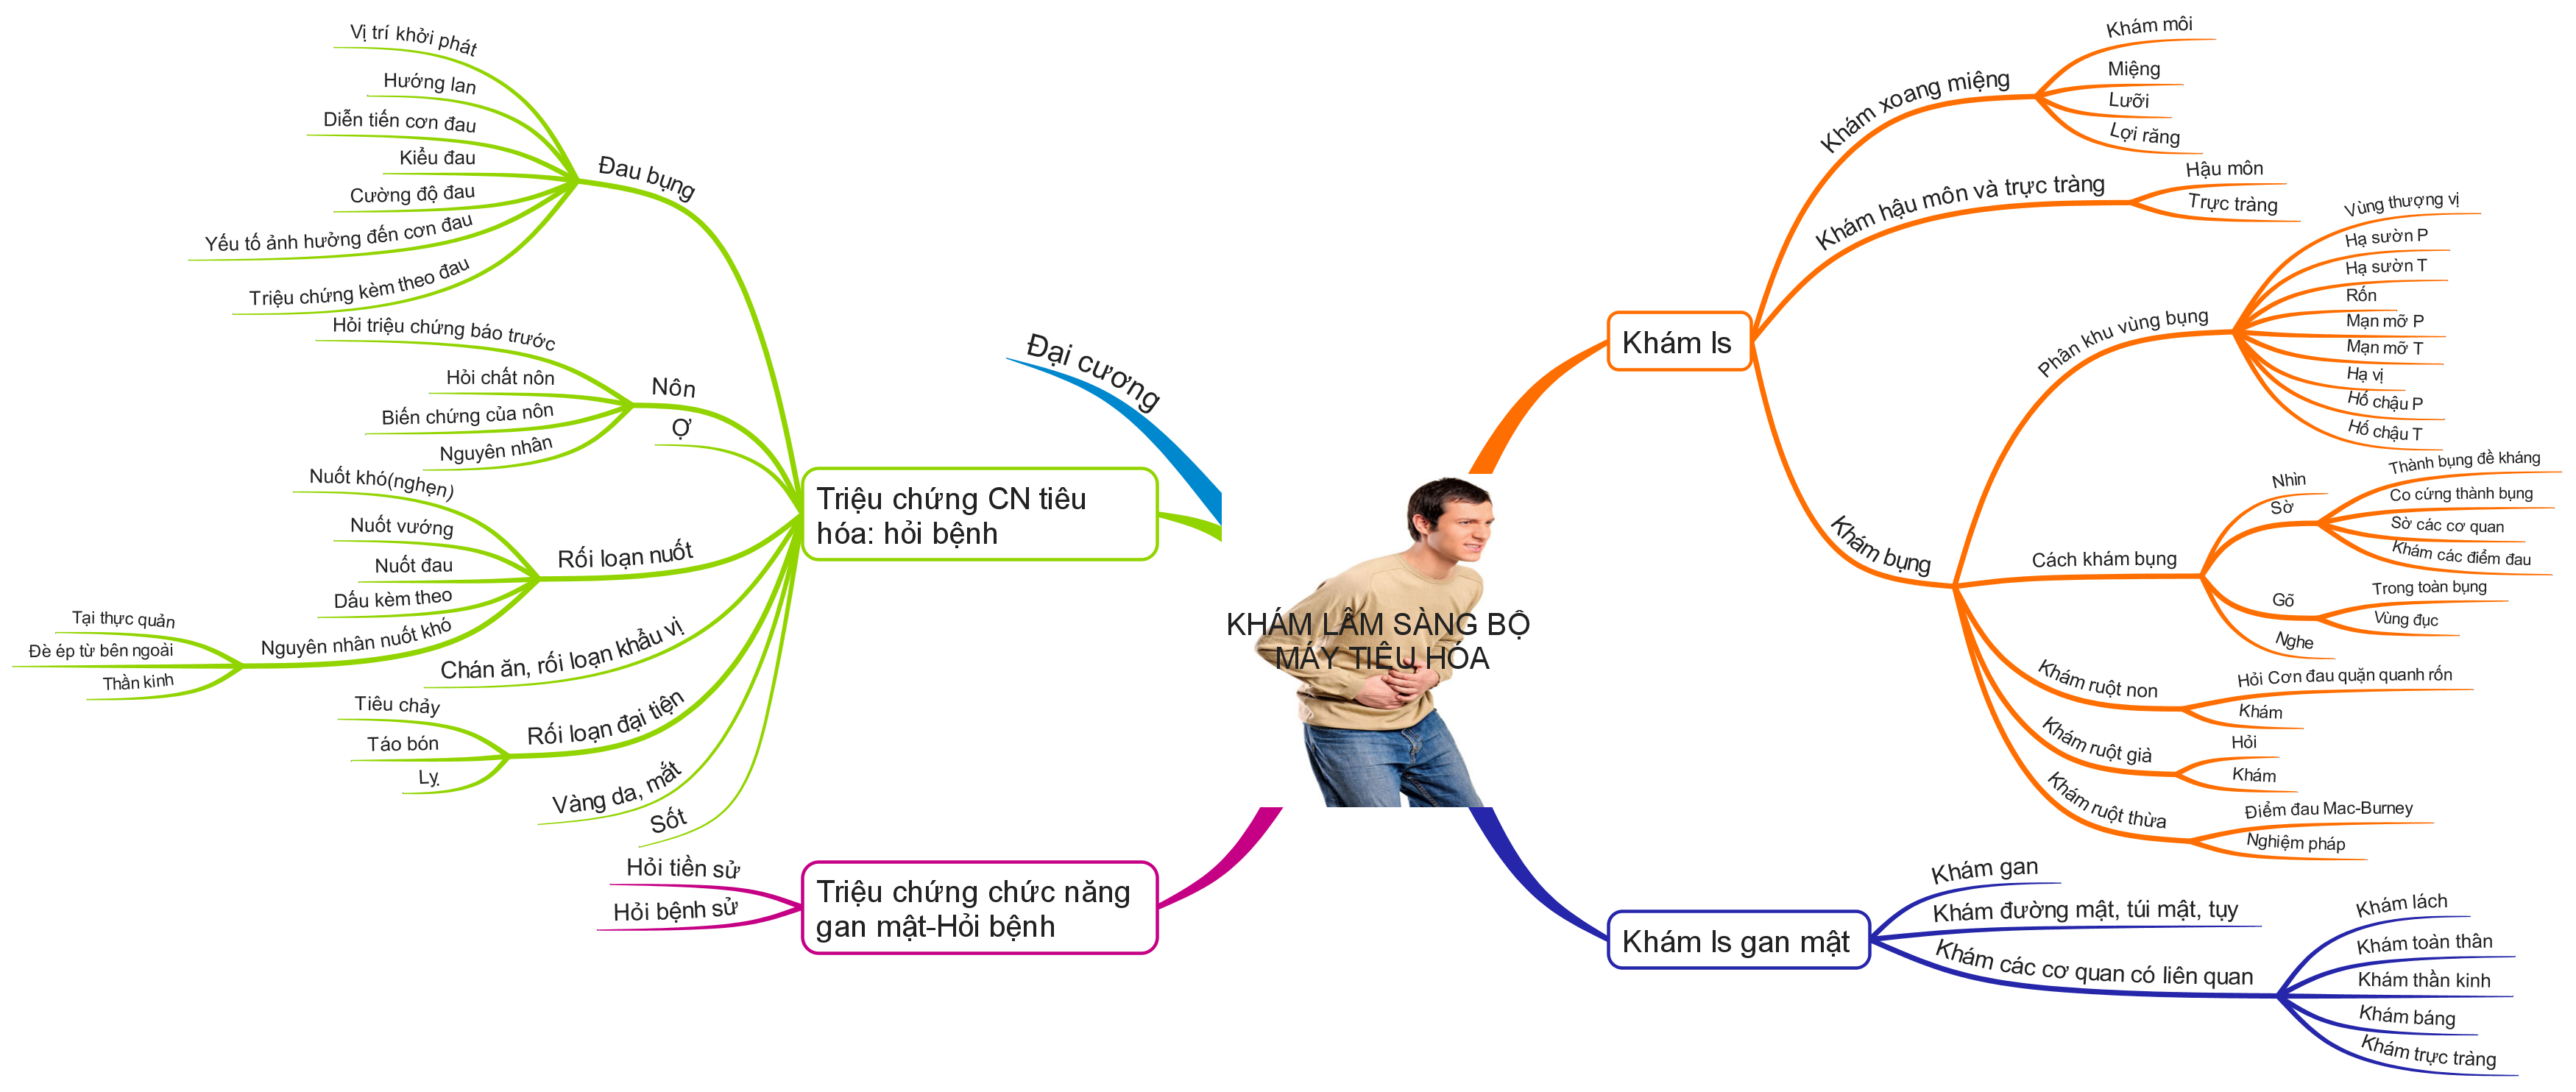 KHÁM LÂM SÀNG BỘ
MÁY TIÊU HÓA
Đại cương
Triệu chứng CN tiêu
hóa: hỏi bệnh
Đau bụng
Vị trí khởi phát
Hướng lan
Diễn tiến cơn đau
Kiểu đau
Cường độ đau
Yếu tố ảnh hưởng đến cơn đau
Triệu chứng kèm theo đau
Nôn
Hỏi triệu chứng báo trước
Hỏi chất nôn
Biến chứng của nôn
Nguyên nhân
Ợ
Rối loạn nuốt
Nuốt khó(nghẹn)
Nuốt vướng
Nuốt đau
Dấu kèm theo
Nguyên nhân nuốt khó
Tại thực quản
Đè ép từ bên ngoài
Thần kinh
Chán ăn, rối loạn khẩu vị
Rối loạn đại tiện
Tiêu chảy
Táo bón
Lỵ
Vàng da, mắt
Sốt
Triệu chứng chức năng
gan mật-Hỏi bệnh
Hỏi tiền sử
Hỏi bệnh sử
Khám ls
Khám xoang miệng
Khám môi
Miệng
Lưỡi
Lợi răng
Khám hậu môn và trực tràng
Hậu môn
Trực tràng
Khám bụng
Phân khu vùng bụng
Vùng thượng vị
Hạ sườn P
Hạ sườn T
Rốn
Mạn mỡ P
Mạn mỡ T
Hạ vị
Hố chậu P
Hố chậu T
Cách khám bụng
Nhìn
Sờ
Thành bụng đề kháng
Co cứng thành bụng
Sờ các cơ quan
Khám các điểm đau
Gõ
Trong toàn bụng
Vùng đục
Nghe
Khám ruột non
Hỏi Cơn đau quặn quanh rốn
Khám
Khám ruột già
Hỏi
Khám
Khám ruột thừa
Điểm đau Mac-Burney
Nghiệm pháp
Khám ls gan mật
Khám gan
Khám đường mật, túi mật, tụy
Khám các cơ quan có liên quan
Khám lách
Khám toàn thân
Khám thần kinh
Khám báng
Khám trực tràng